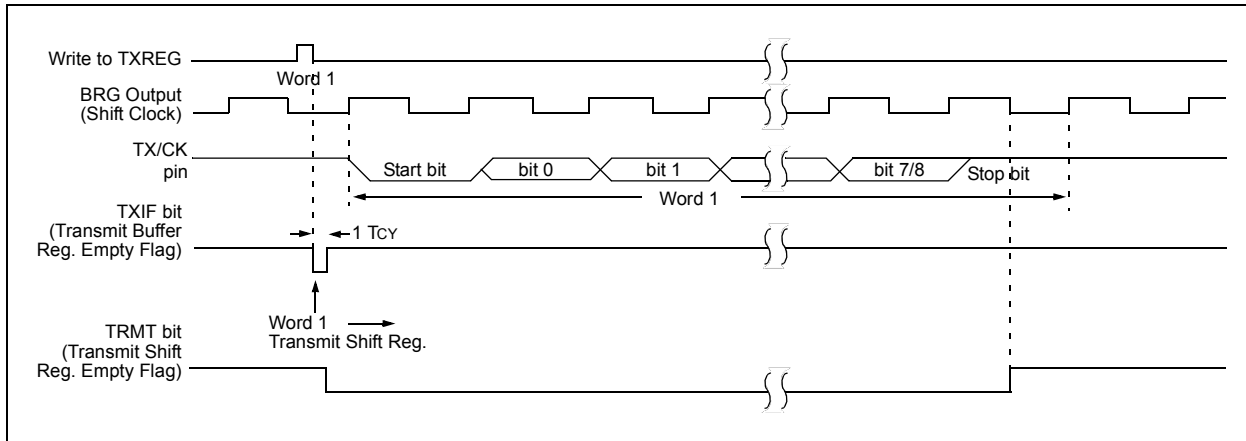 Write to TXREG
Word 1
BRG Output
(Shift Clock)
TX/CK
pin
Start bit
bit 0
bit 1
bit 7/8
Stop bit
Word 1
TXIF bit
(Transmit Buffer
Reg. Empty Flag)
1 TCY
Word 1
Transmit Shift Reg.
TRMT bit
(Transmit Shift
Reg. Empty Flag)